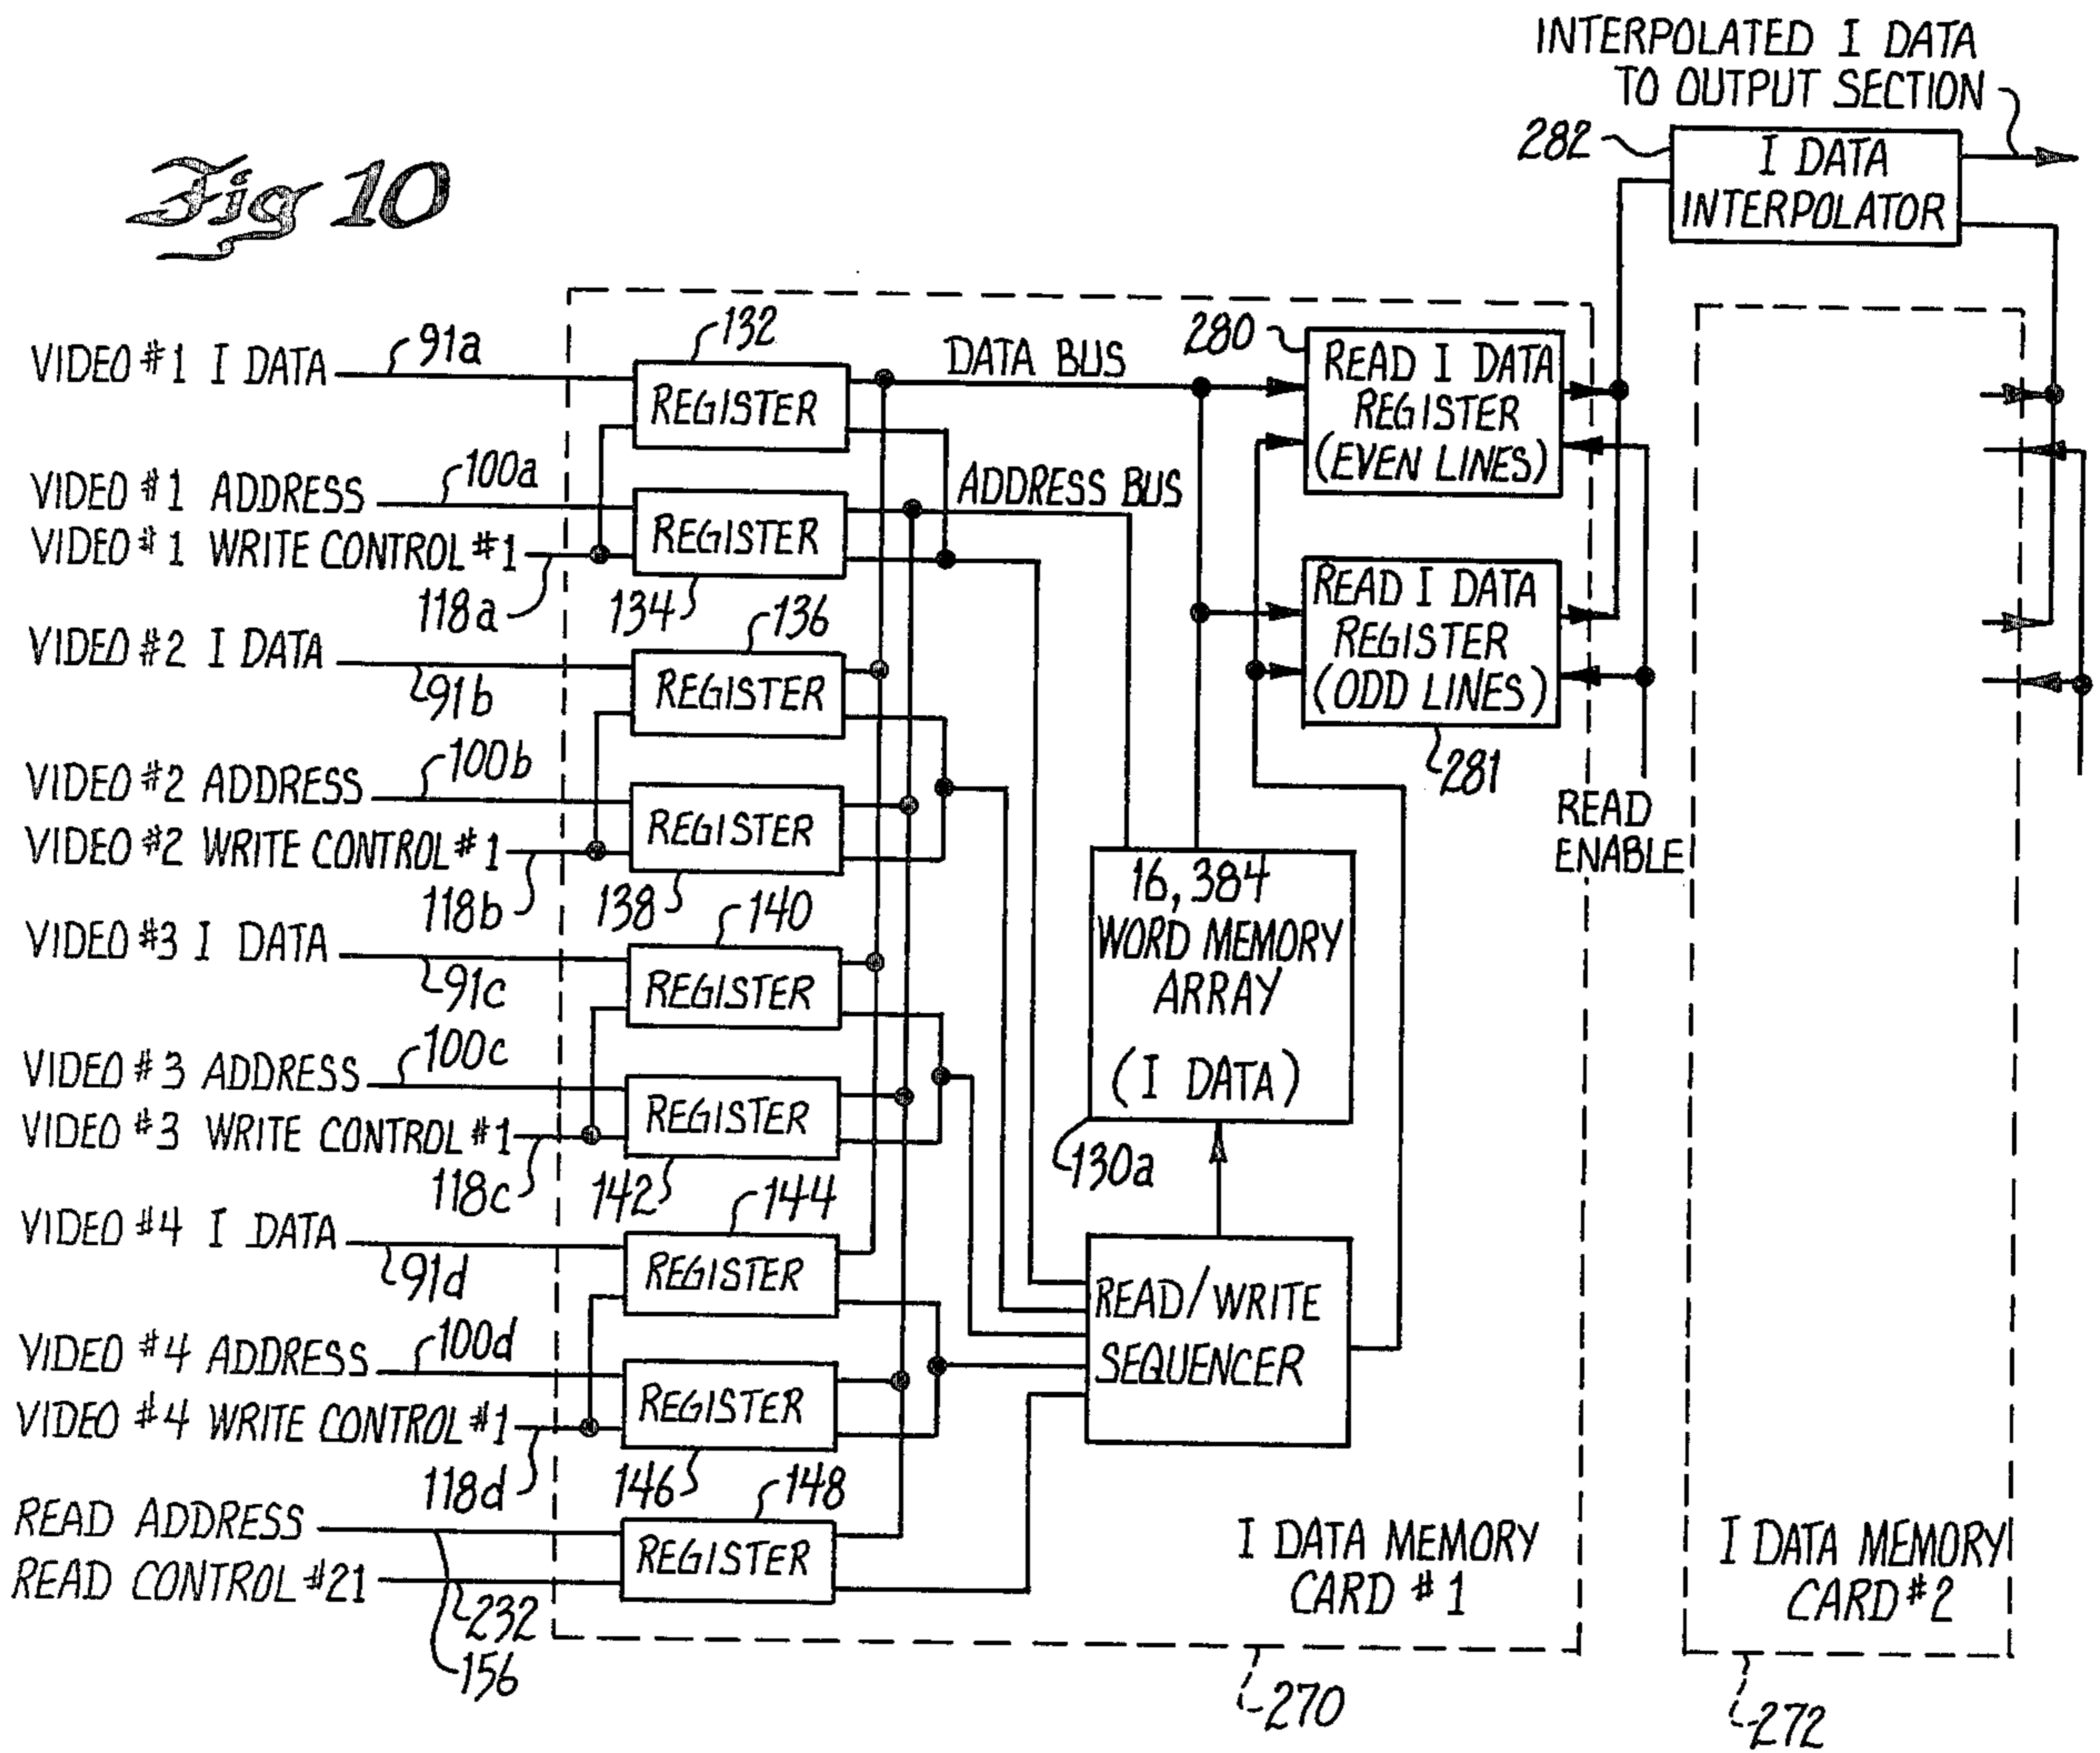 INTERPOLATED I DATA
TO OUTPUT SECTION
282
I DATA
INTERPOLATOR
Fig 10
VIDEO #1 I DATA
91a
132
REGISTER
DATA BUS
280
READ I DATA
REGISTER
(EVEN LINES)
VIDEO #1 ADDRESS
100a
VIDEO #1 WRITE CONTROL #1
118a
REGISTER
134
ADDRESS BUS
READ I DATA
REGISTER
(ODD LINES)
281
READ
ENABLE
VIDEO #2 I DATA
91b
136
REGISTER
VIDEO #2 ADDRESS
100b
VIDEO #2 WRITE CONTROL #1
118b
REGISTER
138
16,384
WORD MEMORY
ARRAY
(I DATA)
130a
VIDEO #3 I DATA
91c
140
REGISTER
VIDEO #3 ADDRESS
100c
VIDEO #3 WRITE CONTROL #1
118c
REGISTER
142
VIDEO #4 I DATA
91d
144
REGISTER
READ/WRITE
SEQUENCER
VIDEO #4 ADDRESS
100d
VIDEO #4 WRITE CONTROL #1
118d
REGISTER
146
READ ADDRESS
READ CONTROL #21
232
156
148
REGISTER
I DATA MEMORY
CARD #1
270
I DATA MEMORY
CARD #2
272